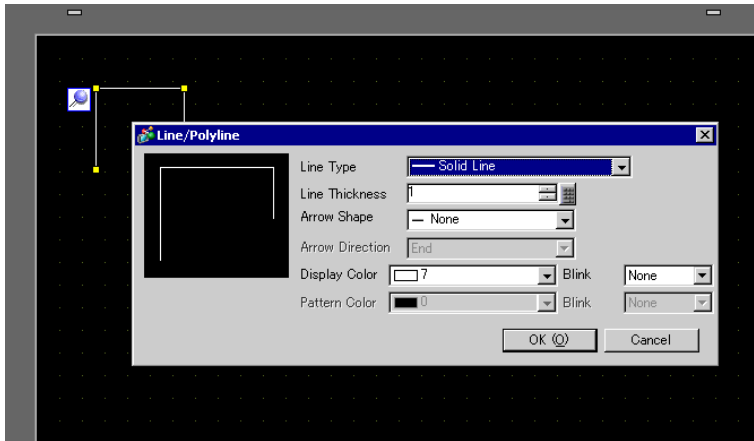 Line/Polyline
Line Type Solid Line
Line Thickness 1
Arrow Shape None
Arrow Direction End
Display Color 7 Blink None
Pattern Color 0 Blink None
OK (O) Cancel